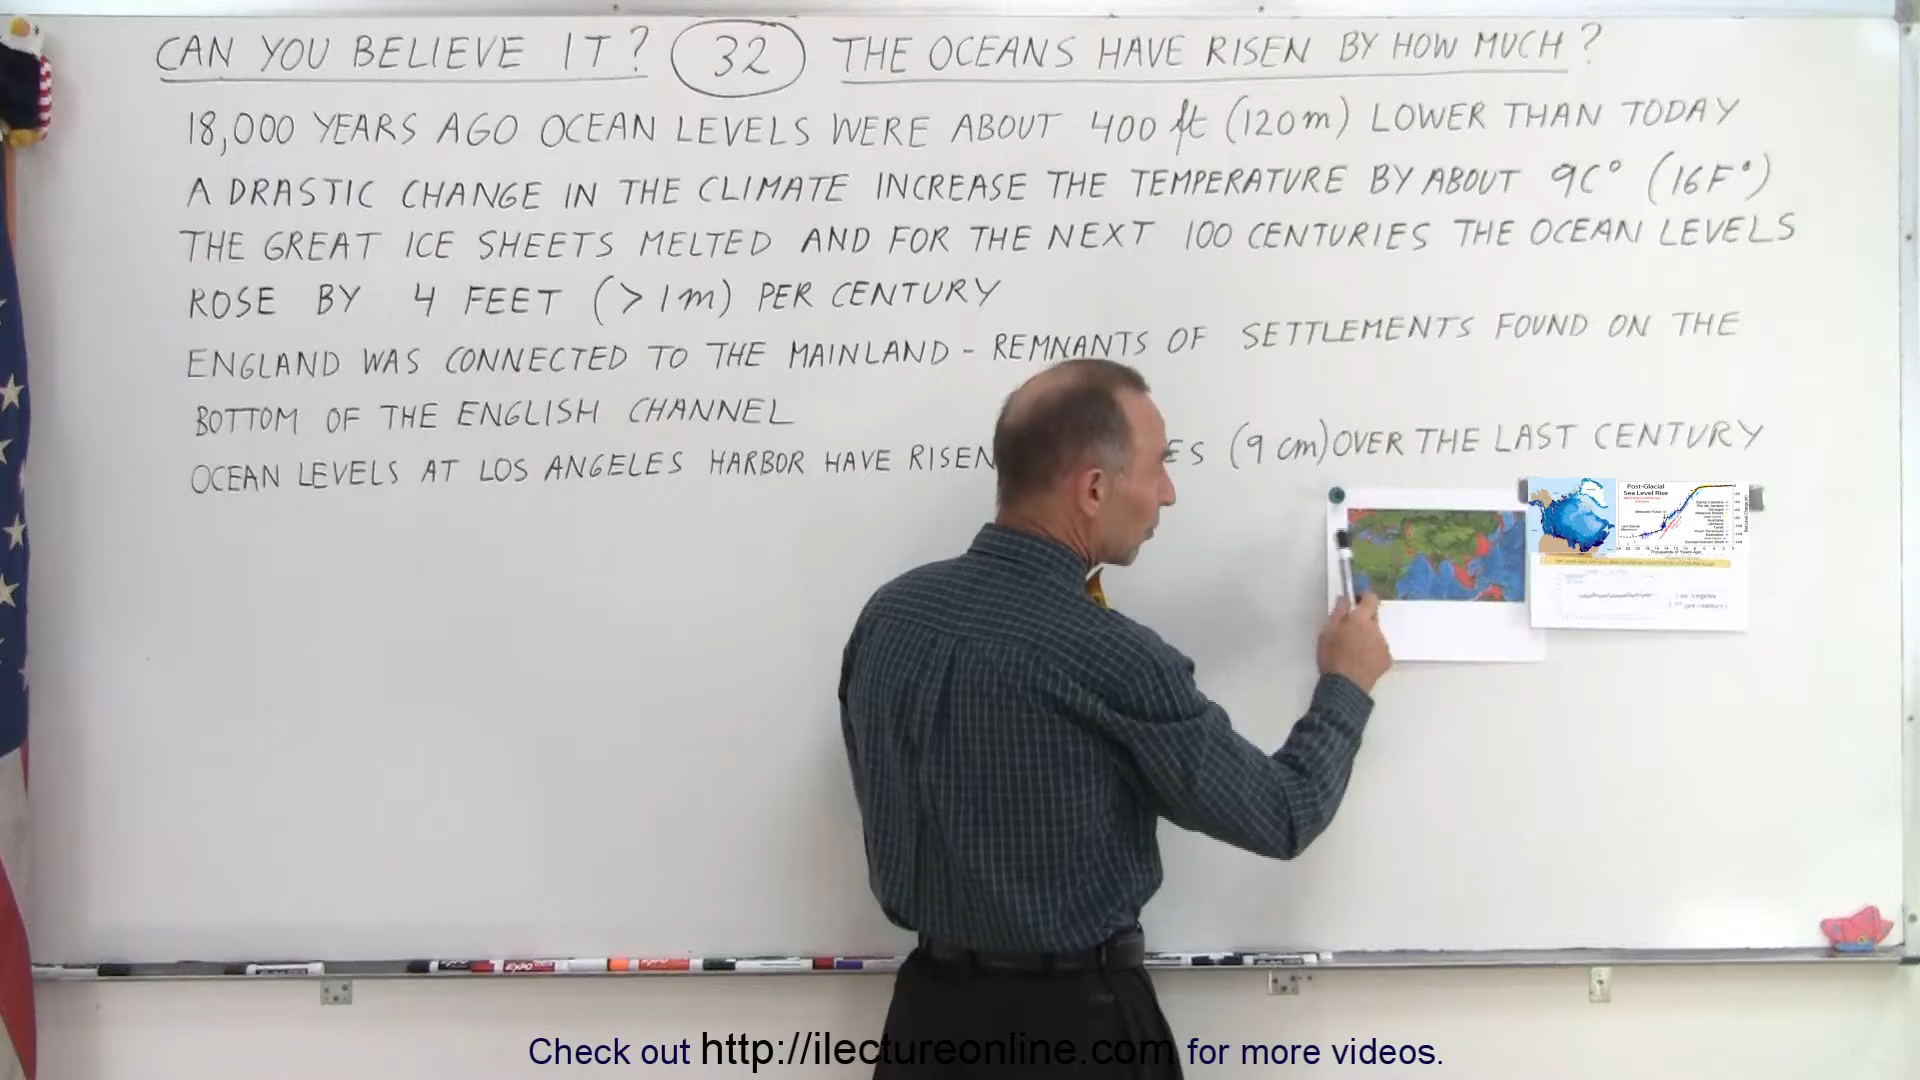 CAN YOU BELIEVE IT? 32 THE OCEANS HAVE RISEN BY HOW MUCH?
18,000 YEARS AGO OCEAN LEVELS WERE ABOUT 400 ft (120m) LOWER THAN TODAY
A DRASTIC CHANGE IN THE CLIMATE INCREASE THE TEMPERATURE BY ABOUT 9C° (16F°)
THE GREAT ICE SHEETS MELTED AND FOR THE NEXT 100 CENTURIES THE OCEAN LEVELS
ROSE BY 4 FEET (>1m) PER CENTURY
ENGLAND WAS CONNECTED TO THE MAINLAND - REMNANTS OF SETTLEMENTS FOUND ON THE
BOTTOM OF THE ENGLISH CHANNEL
OCEAN LEVELS AT LOS ANGELES HARBOR HAVE RISEN ES (9 cm) OVER THE LAST CENTURY
Post-Glacial
Sea Level Rise
EXPO
Check out http://ilectureonline.com for more videos.